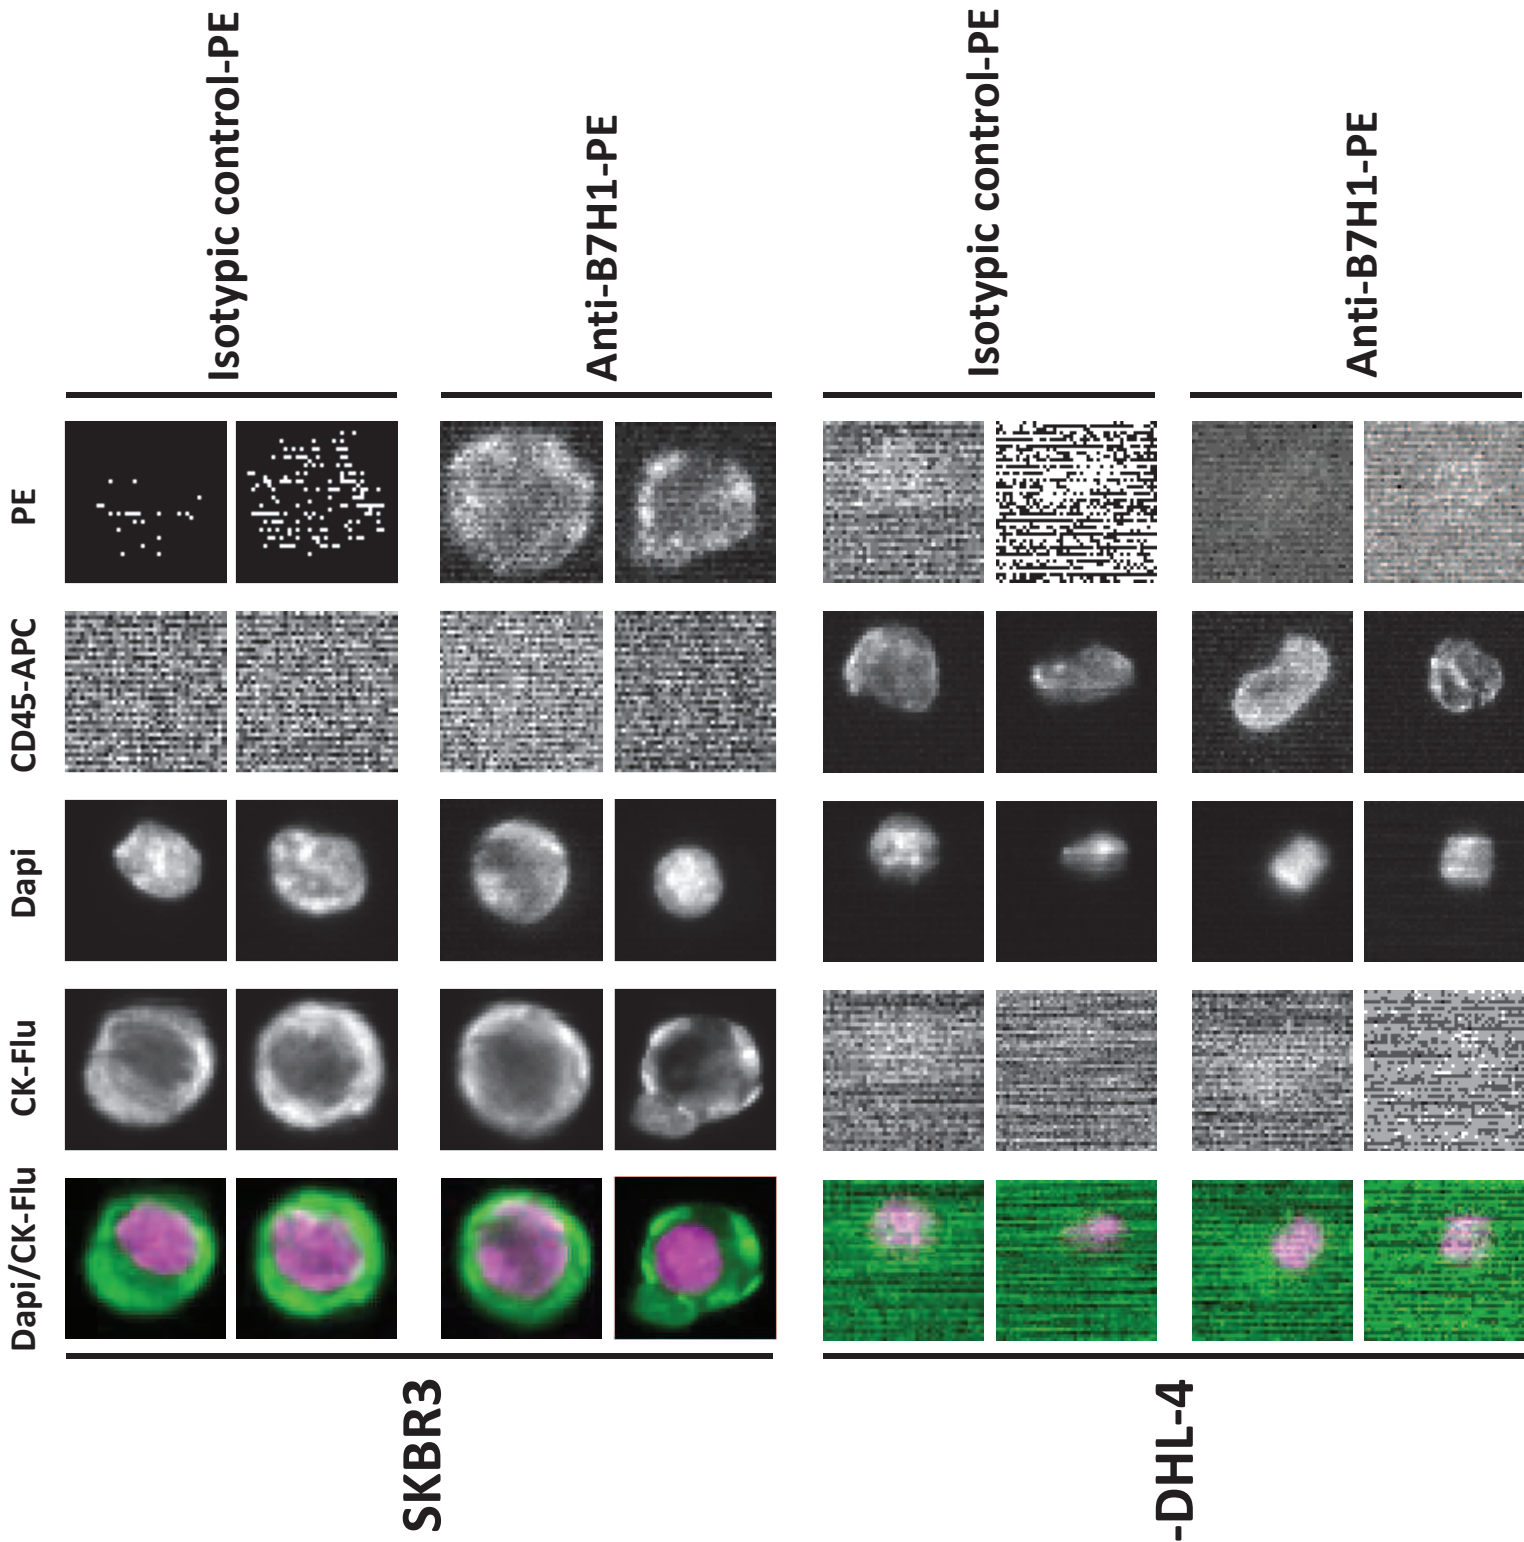 Dapi/CK-Flu
CK-Flu
Dapi
CD45-APC
PE
SKBR3
Isotypic control-PE
Anti-B7H1-PE
-DHL-4
Isotypic control-PE
Anti-B7H1-PE